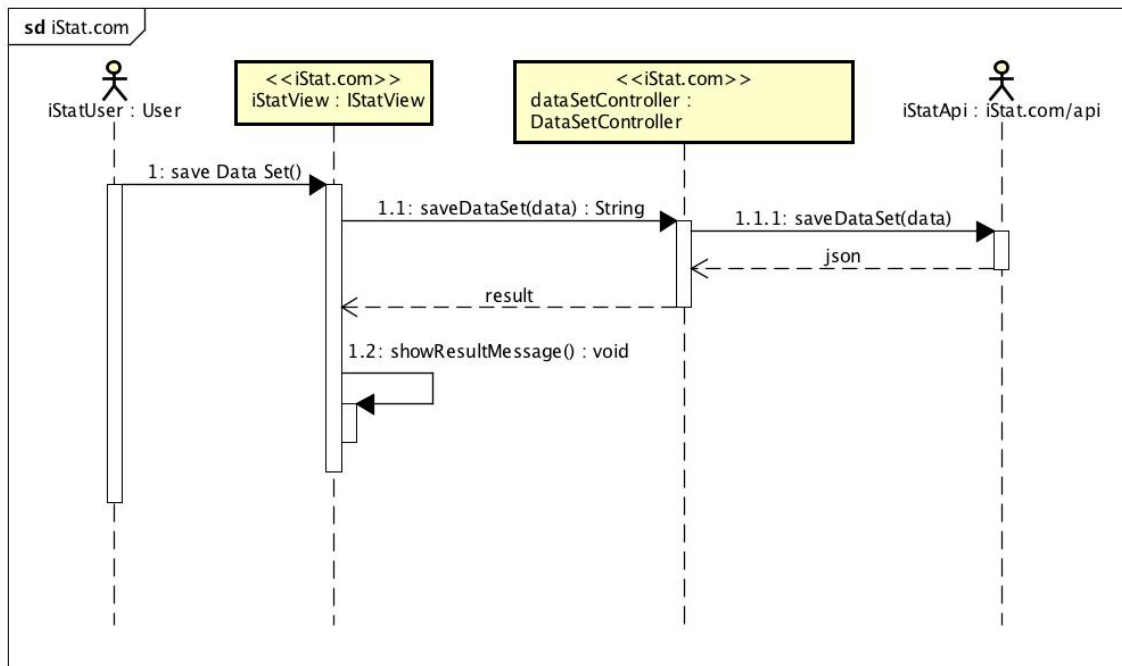 sd iStat.com
iStatUser : User
<<iStat.com>>
iStatView : IStatView
<<iStat.com>>
dataSetController :
DataSetController
iStatApi : iStat.com/api
1: save Data Set()
1.1: saveDataSet(data) : String
1.1.1: saveDataSet(data)
json
result
1.2: showResultMessage() : void